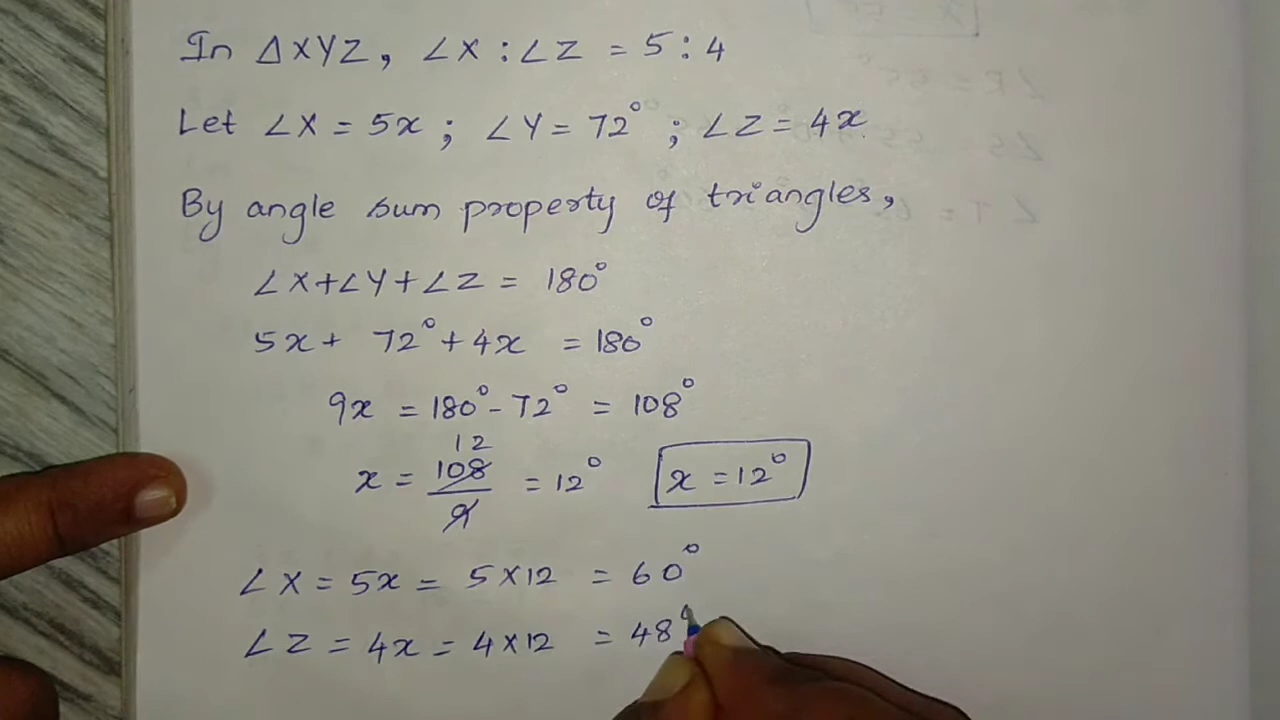 In ΔXYZ, ∠X : ∠Z = 5 : 4
Let ∠X = 5x ; ∠Y = 72° ; ∠Z = 4x.
By angle sum property of triangles,
∠X+∠Y+∠Z = 180°
5x + 72° + 4x = 180°
9x = 180° - 72° = 108°
12
x = 108/9 = 12° x = 12°
∠X = 5x = 5×12 = 60°
∠Z = 4x = 4×12 = 48°